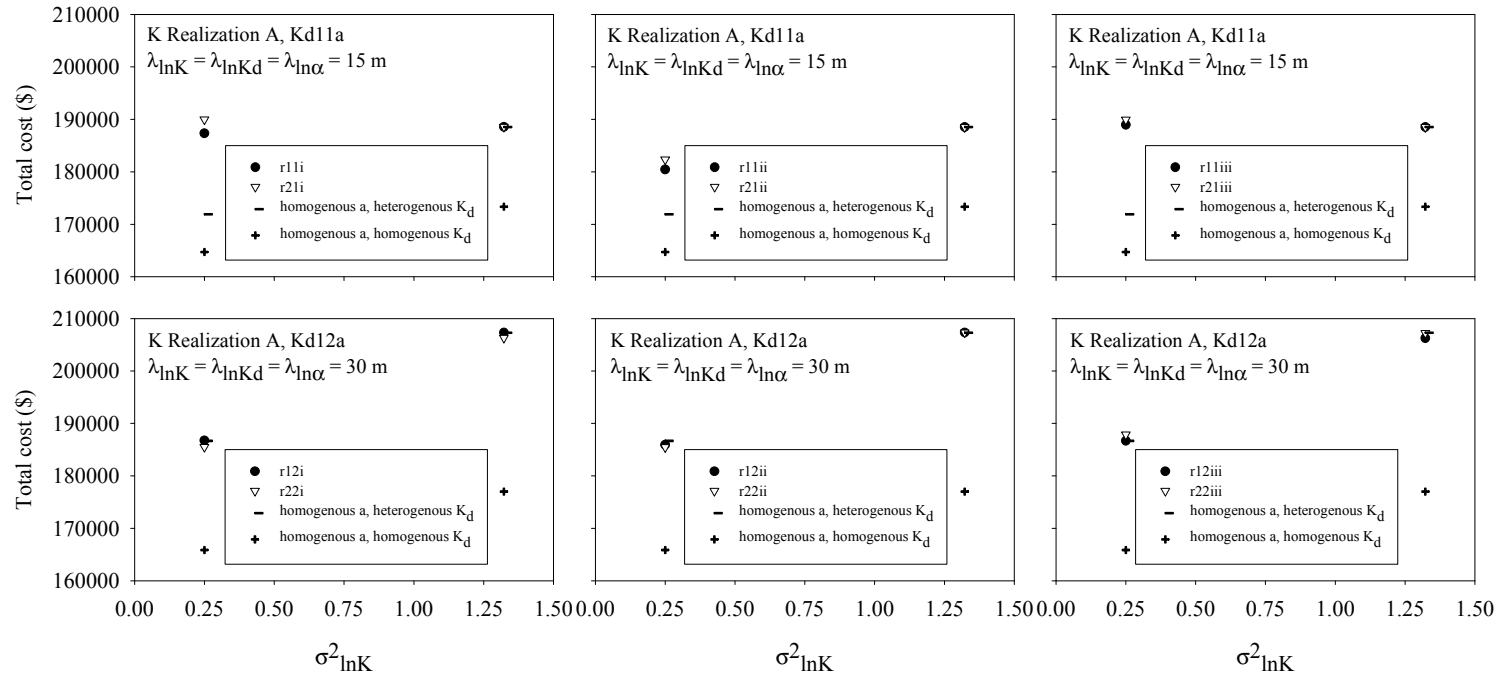 210000
200000
190000
180000
170000
160000
Total cost ($)
K Realization A, Kd11a
λlnK = λlnKd = λlnα = 15 m
r11i
r21i
homogenous a, heterogenous Kd
homogenous a, homogenous Kd
K Realization A, Kd11a
λlnK = λlnKd = λlnα = 15 m
r11ii
r21ii
homogenous a, heterogenous Kd
homogenous a, homogenous Kd
K Realization A, Kd11a
λlnK = λlnKd = λlnα = 15 m
r11iii
r21iii
homogenous a, heterogenous Kd
homogenous a, homogenous Kd
210000
200000
190000
180000
170000
160000
Total cost ($)
K Realization A, Kd12a
λlnK = λlnKd = λlnα = 30 m
r12i
r22i
homogenous a, heterogenous Kd
homogenous a, homogenous Kd
0.00 0.25 0.50 0.75 1.00 1.25 1.50
σ2lnK
K Realization A, Kd12a
λlnK = λlnKd = λlnα = 30 m
r12ii
r22ii
homogenous a, heterogenous Kd
homogenous a, homogenous Kd
0.00 0.25 0.50 0.75 1.00 1.25 1.50
σ2lnK
K Realization A, Kd12a
λlnK = λlnKd = λlnα = 30 m
r12iii
r22iii
homogenous a, heterogenous Kd
homogenous a, homogenous Kd
0.00 0.25 0.50 0.75 1.00 1.25 1.50
σ2lnK